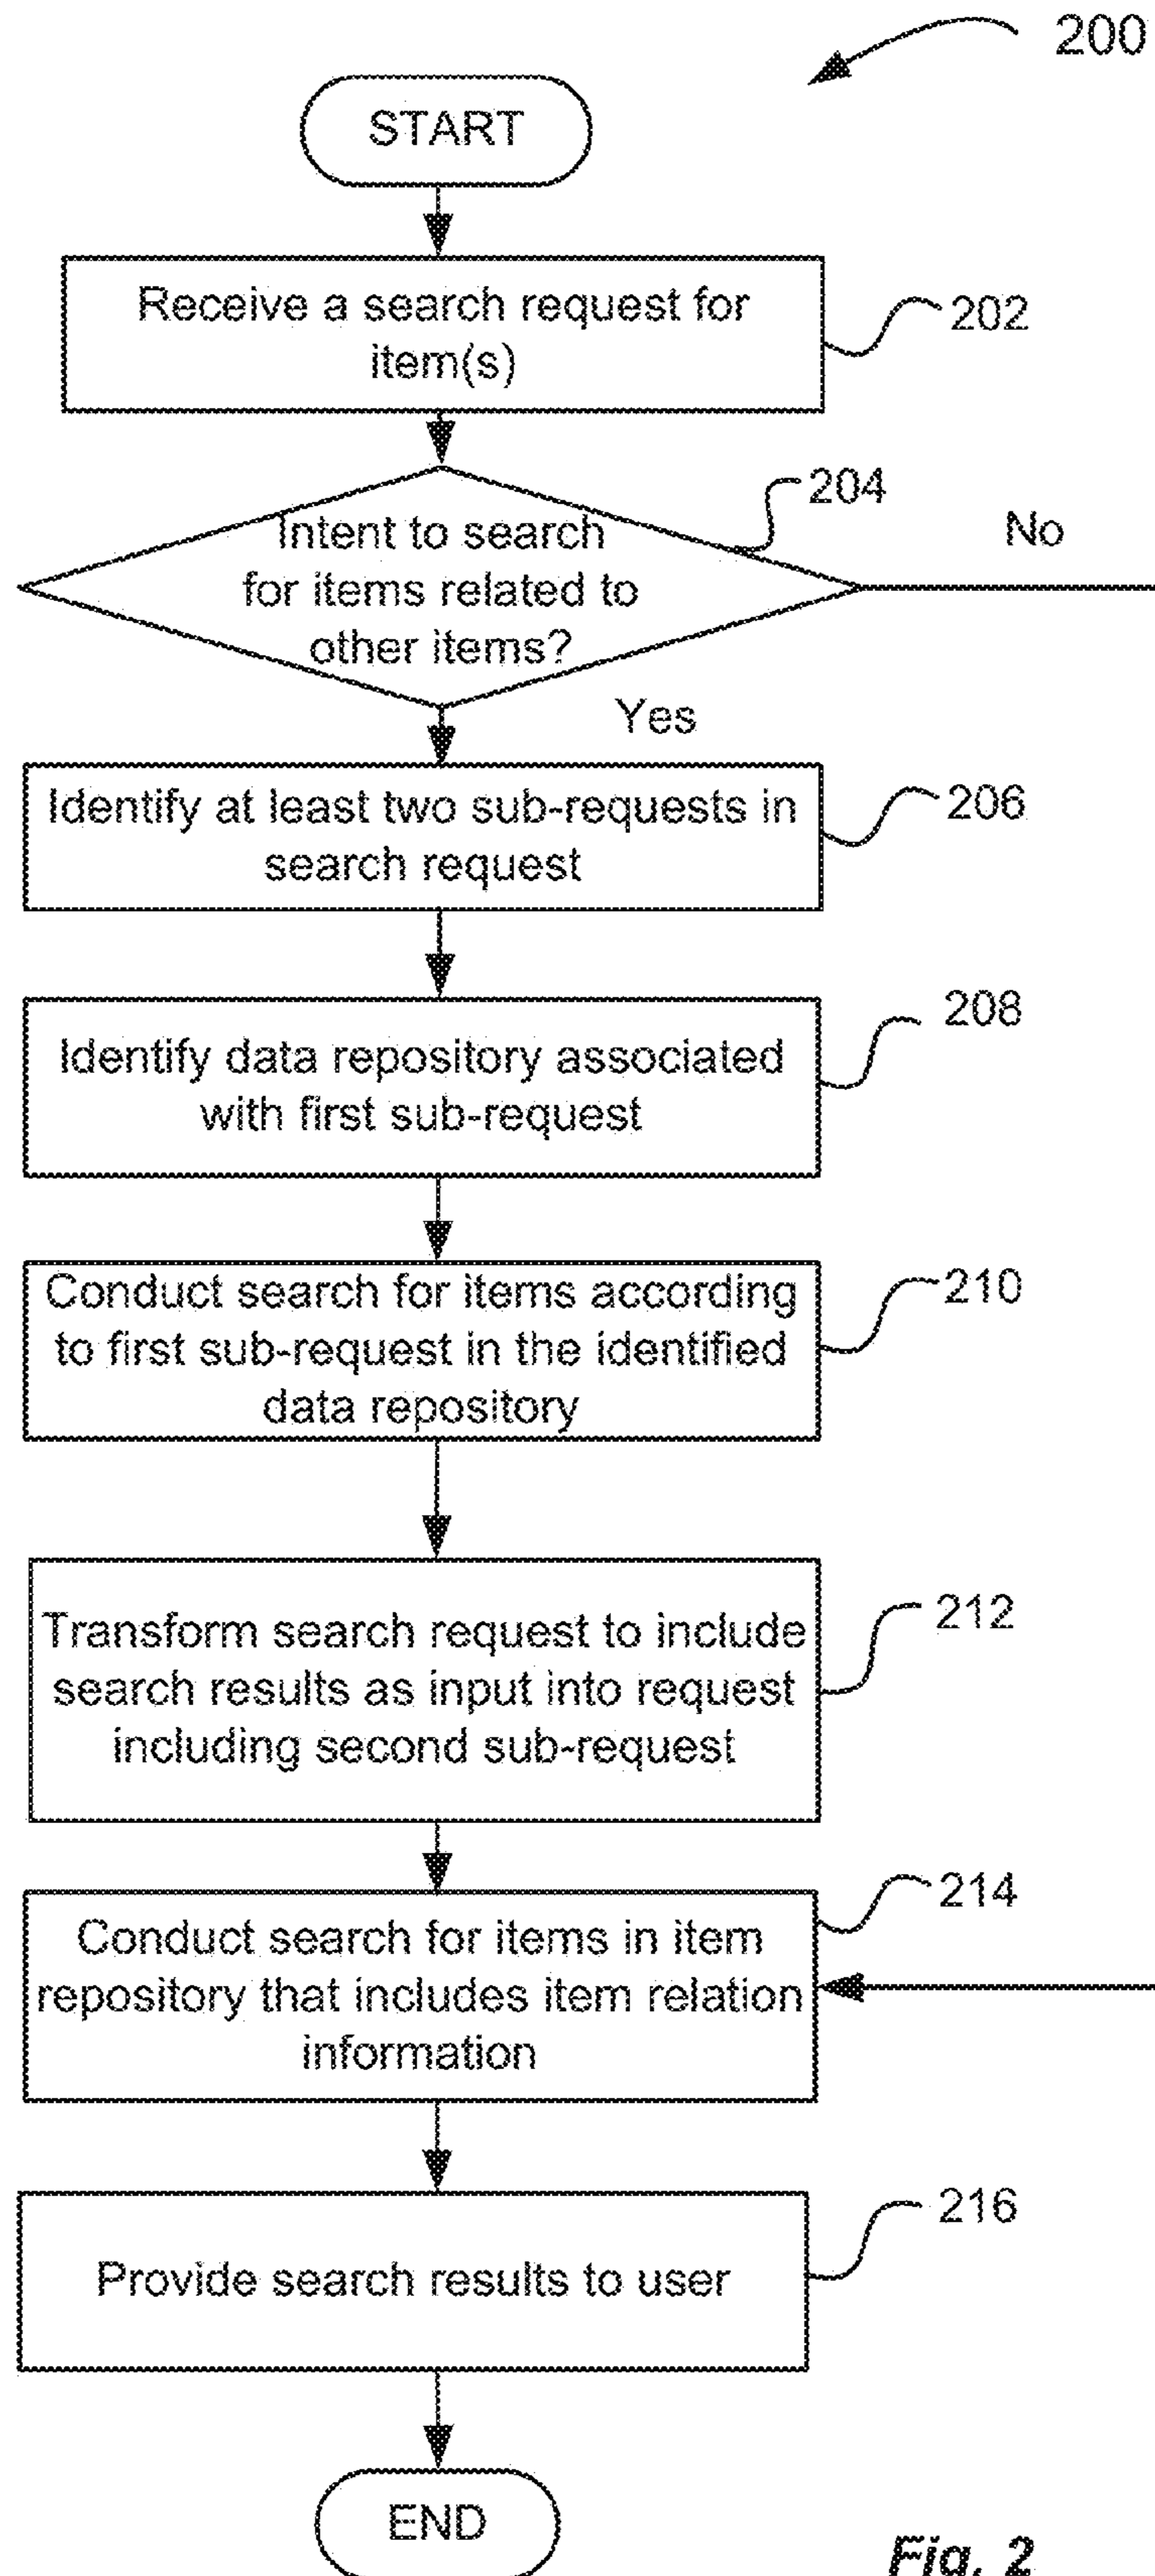 200
START
Receive a search request for
item(s)
202
204
No
Intent to search
for items related to
other items?
Yes
Identify at least two sub-requests in
search request
206
Identify data repository associated
with first sub-request
208
Conduct search for items according
to first sub-request in the identified
data repository
210
Transform search request to include
search results as input into request
including second sub-request
212
Conduct search for items in item
repository that includes item relation
information
214
Provide search results to user
216
END
Fig. 2